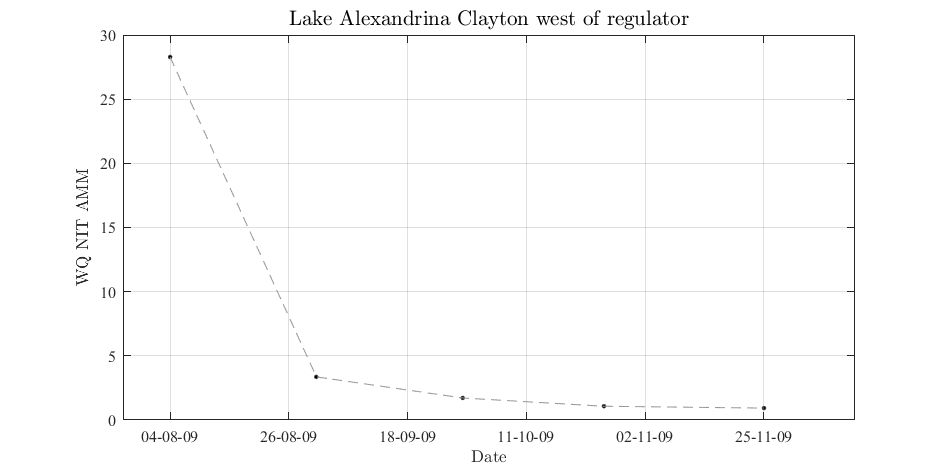 Lake Alexandrina Clayton west of regulator
30
25
20
15
10
5
0
WQ NIT AMM
04-08-09 26-08-09 18-09-09 11-10-09 02-11-09 25-11-09
Date